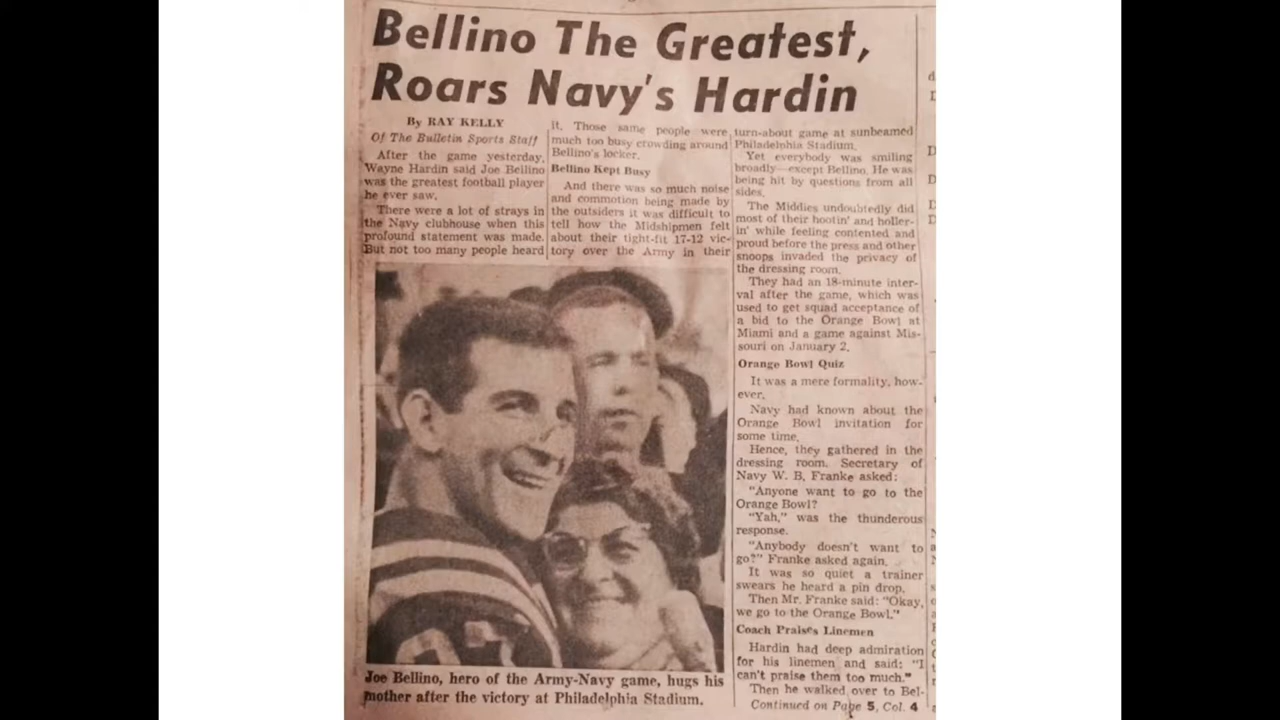 Bellino The Greatest,
Roars Navy's Hardin
By RAY KELLY
Of The Bulletin Sports Staff
After the game yesterday,
Wayne Hardin said Joe Bellino
was the greatest football player
he ever saw.
There were a lot of strays in
the Navy clubhouse when this
profound statement was made.
But not too many people heard
it. Those same people were
much too busy crowding around
Bellino's locker.
Bellino Kept Busy
And there was so much noise
and commotion being made by
the outsiders it was difficult to
tell how the Midshipmen felt
about their tight-fit 17-12 vic-
tory over the Army in their
turn-about game at sunbeamed
Philadelphia Stadium.
Yet everybody was smiling
broadly—except Bellino. He was
being hit by questions from all
sides.
The Middies undoubtedly did
most of their hootin' and holler-
in' while feeling contented and
proud before the press and other
snoops invaded the privacy of
the dressing room.
They had an 18-minute inter-
val after the game, which was
used to get squad acceptance of
a bid to the Orange Bowl at
Miami and a game against Mis-
souri on January 2.
Orange Bowl Quiz
It was a mere formality, how-
ever.
Navy had known about the
Orange Bowl invitation for
some time.
Hence, they gathered in the
dressing room. Secretary of
Navy W. B. Franke asked:
"Anyone want to go to the
Orange Bowl?
"Yah," was the thunderous
response.
"Anybody doesn't want to
go?" Franke asked again.
It was so quiet a trainer
swears he heard a pin drop.
Then Mr. Franke said: "Okay,
we go to the Orange Bowl."
Coach Praises Linemen
Hardin had deep admiration
for his linemen and said: "I
can't praise them too much."
Then he walked over to Bel-
Continued on Page 5, Col. 4
Joe Bellino, hero of the Army-Navy game, hugs his
mother after the victory at Philadelphia Stadium.